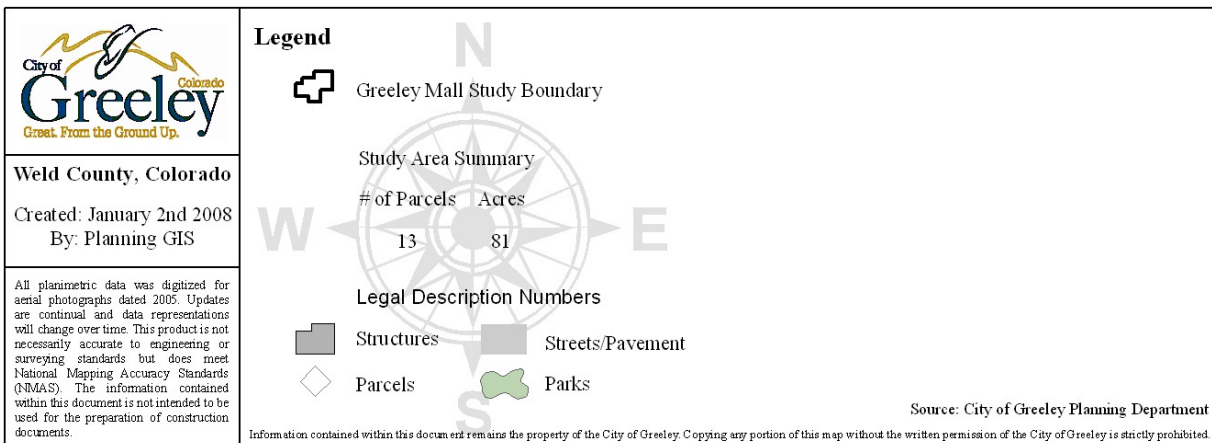 City of
Greeley
Colorado
Great. From the Ground Up.
Weld County, Colorado
Created: January 2nd 2008
By: Planning GIS
All planimetric data was digitized for
aerial photographs dated 2005. Updates
are continual and data representations
will change over time. This product is not
necessarily accurate to engineering or
surveying standards but does meet
National Mapping Accuracy Standards
(NMAS). The information contained
within this document is not intended to be
used for the preparation of construction
documents.
Legend
N
Greeley Mall Study Boundary
Study Area Summary
# of Parcels Acres
W
13 81
E
Legal Description Numbers
Structures
Streets/Pavement
Parcels
Parks
S
Source: City of Greeley Planning Department
Information contained within this document remains the property of the City of Greeley. Copying any portion of this map without the written permission of the City of Greeley is strictly prohibited.